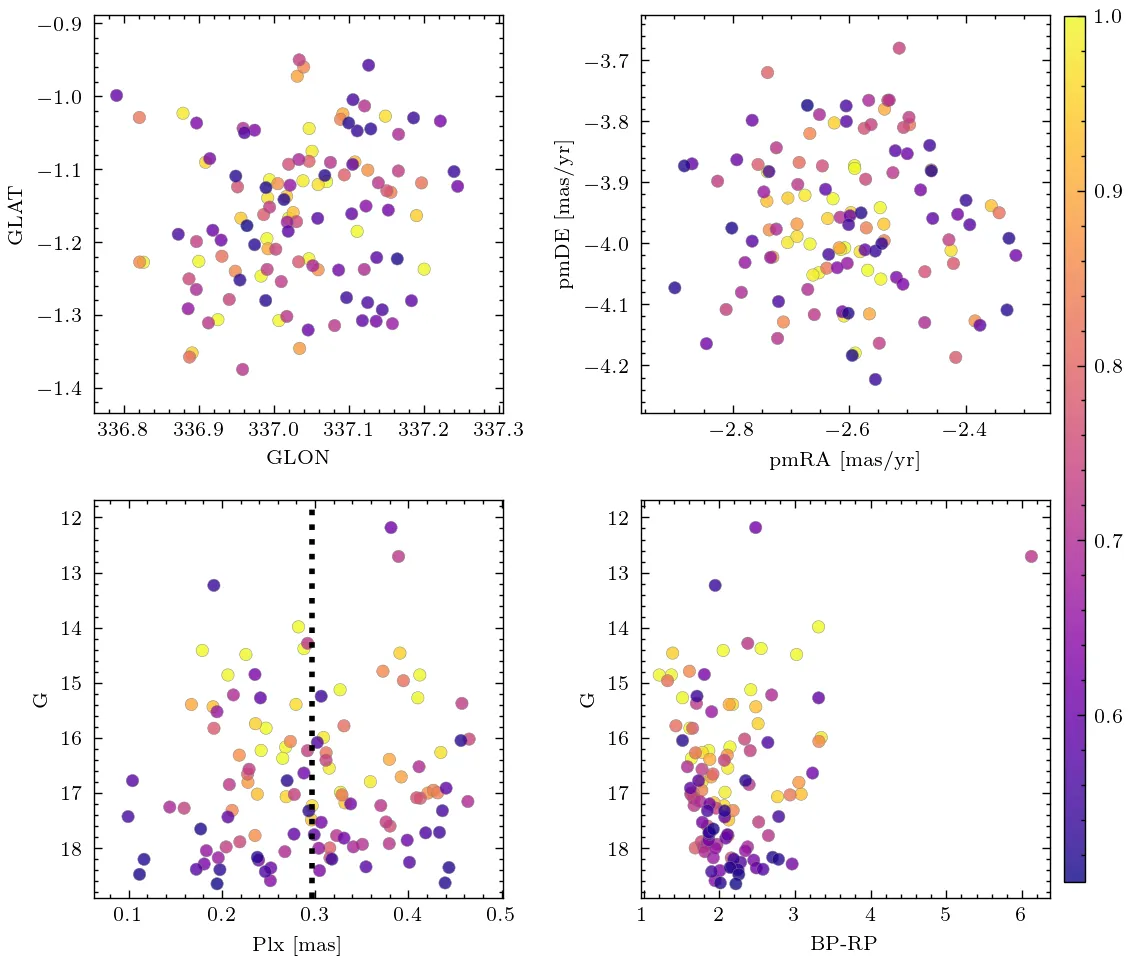 −0.9
−1.0
−1.1
−1.2
−1.3
−1.4
GLAT
336.8 336.9 337.0 337.1 337.2 337.3
GLON
−3.7
−3.8
−3.9
−4.0
−4.1
−4.2
pmDE [mas/yr]
−2.8 −2.6 −2.4
pmRA [mas/yr]
1.0
0.9
0.8
0.7
0.6
12
13
14
15
16
17
18
G
0.1 0.2 0.3 0.4 0.5
Plx [mas]
12
13
14
15
16
17
18
G
1 2 3 4 5 6
BP-RP